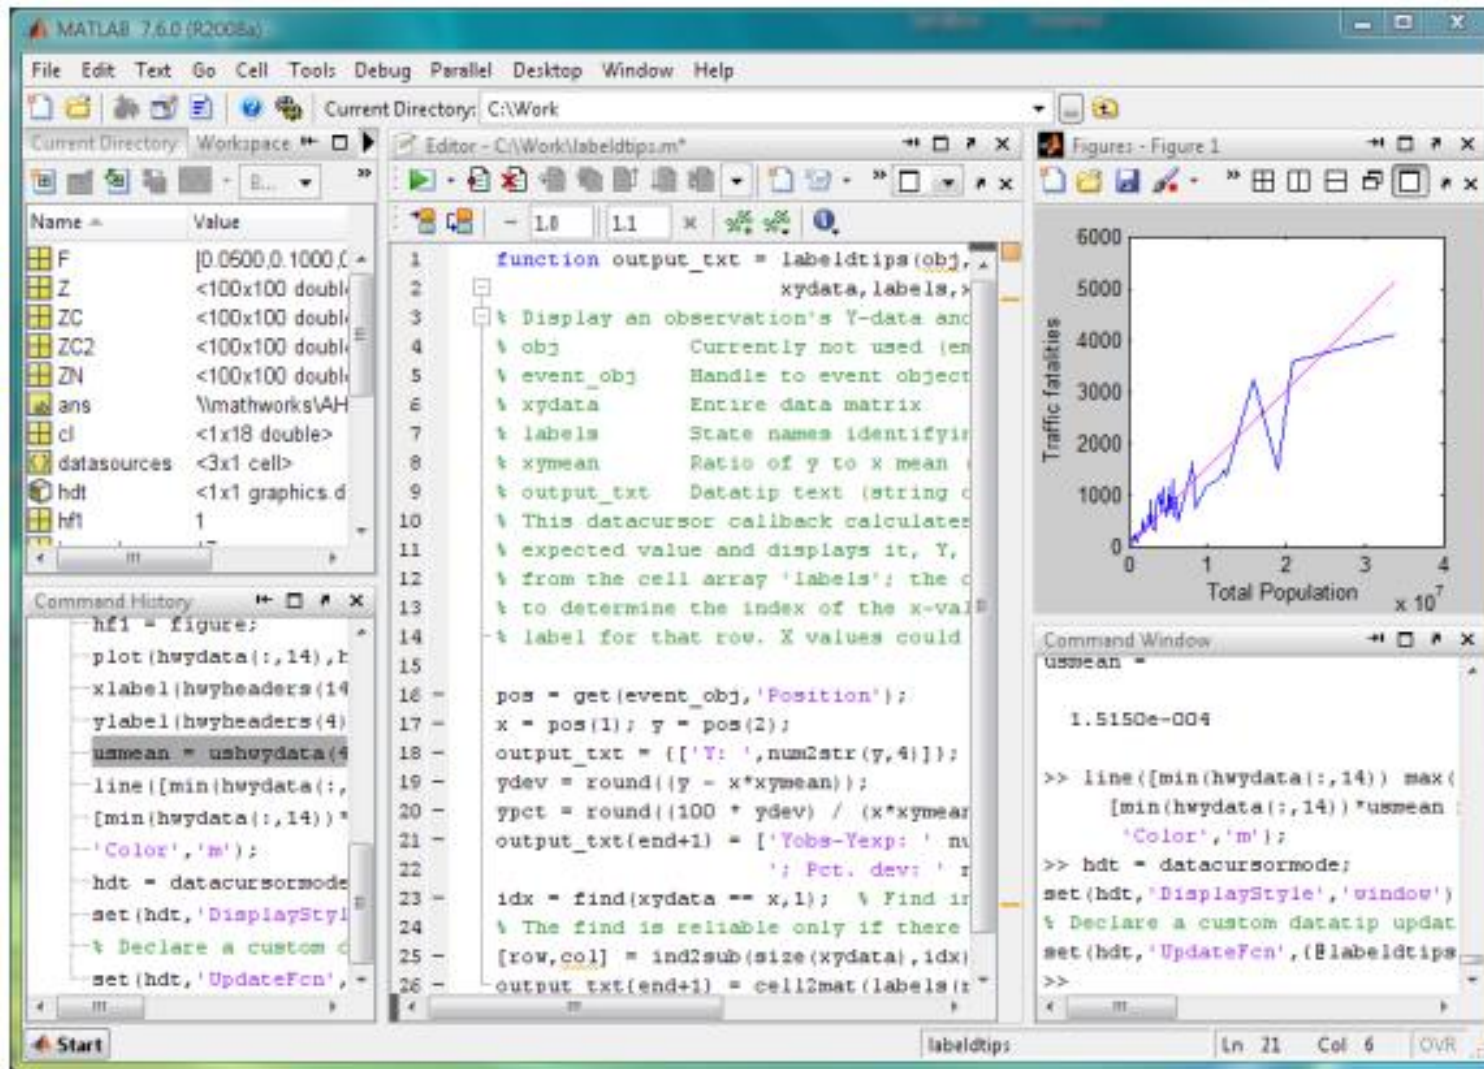 MATLAB 7.6.0 (R2008a)
File Edit Text Go Cell Tools Debug Parallel Desktop Window Help
Current Directory: C:\Work
Current Directory Workspace
B...
Name Value
F [0.0500,0.1000,0
Z <100x100 doubl
ZC <100x100 doubl
ZC2 <100x100 doubl
ZN <100x100 doubl
ans '\\mathworks\AH
cl <1x18 double>
datasources <3x1 cell>
hdt <1x1 graphics.d
hf1 1
Command History
hf1 = figure;
plot(hwydata(:,14),h
xlabel(hwyheaders(14
ylabel(hwyheaders(4)
usmean = ushwydata(4
line([min(hwydata(:,
[min(hwydata(:,14))*
'Color','m');
hdt = datacursormode
set(hdt,'DisplayStyl
% Declare a custom d
set(hdt,'UpdateFcn',
Editor - C:\Work\labeldtips.m*
1.0 1.1
1 function output_txt = labeldtips(obj,
2 xydata,labels,x
3 % Display an observation's Y-data and
4 % obj Currently not used (em
5 % event_obj Handle to event object
6 % xydata Entire data matrix
7 % labels State names identifyin
8 % xymean Ratio of y to x mean (
9 % output_txt Datatip text (string o
10 % This datacursor callback calculates
11 % expected value and displays it, Y,
12 % from the cell array 'labels'; the d
13 % to determine the index of the x-val
14 % label for that row. X values could
15
16 pos = get(event_obj,'Position');
17 x = pos(1); y = pos(2);
18 output_txt = {['Y: ',num2str(y,4)]};
19 ydev = round((y - x*xymean));
20 ypct = round((100 * ydev) / (x*xymean
21 output_txt{end+1} = ['Yobs-Yexp: ' nu
22 '; Pct. dev: ' n
23 idx = find(xydata == x,1); % Find in
24 % The find is reliable only if there
25 [row,col] = ind2sub(size(xydata),idx)
26 output_txt{end+1} = cell2mat(labels(r
Figures - Figure 1
6000
5000
4000
3000
2000
1000
0
Traffic fatalities
0 1 2 3 4
Total Population
x 10^7
Command Window
usmean =
1.5150e-004
>> line([min(hwydata(:,14)) max(
[min(hwydata(:,14))*usmean
'Color','m');
>> hdt = datacursormode;
set(hdt,'DisplayStyle','window')
% Declare a custom datatip updat
set(hdt,'UpdateFcn',{@labeldtips
>>
Start
labeldtips
Ln 21 Col 6 OVR